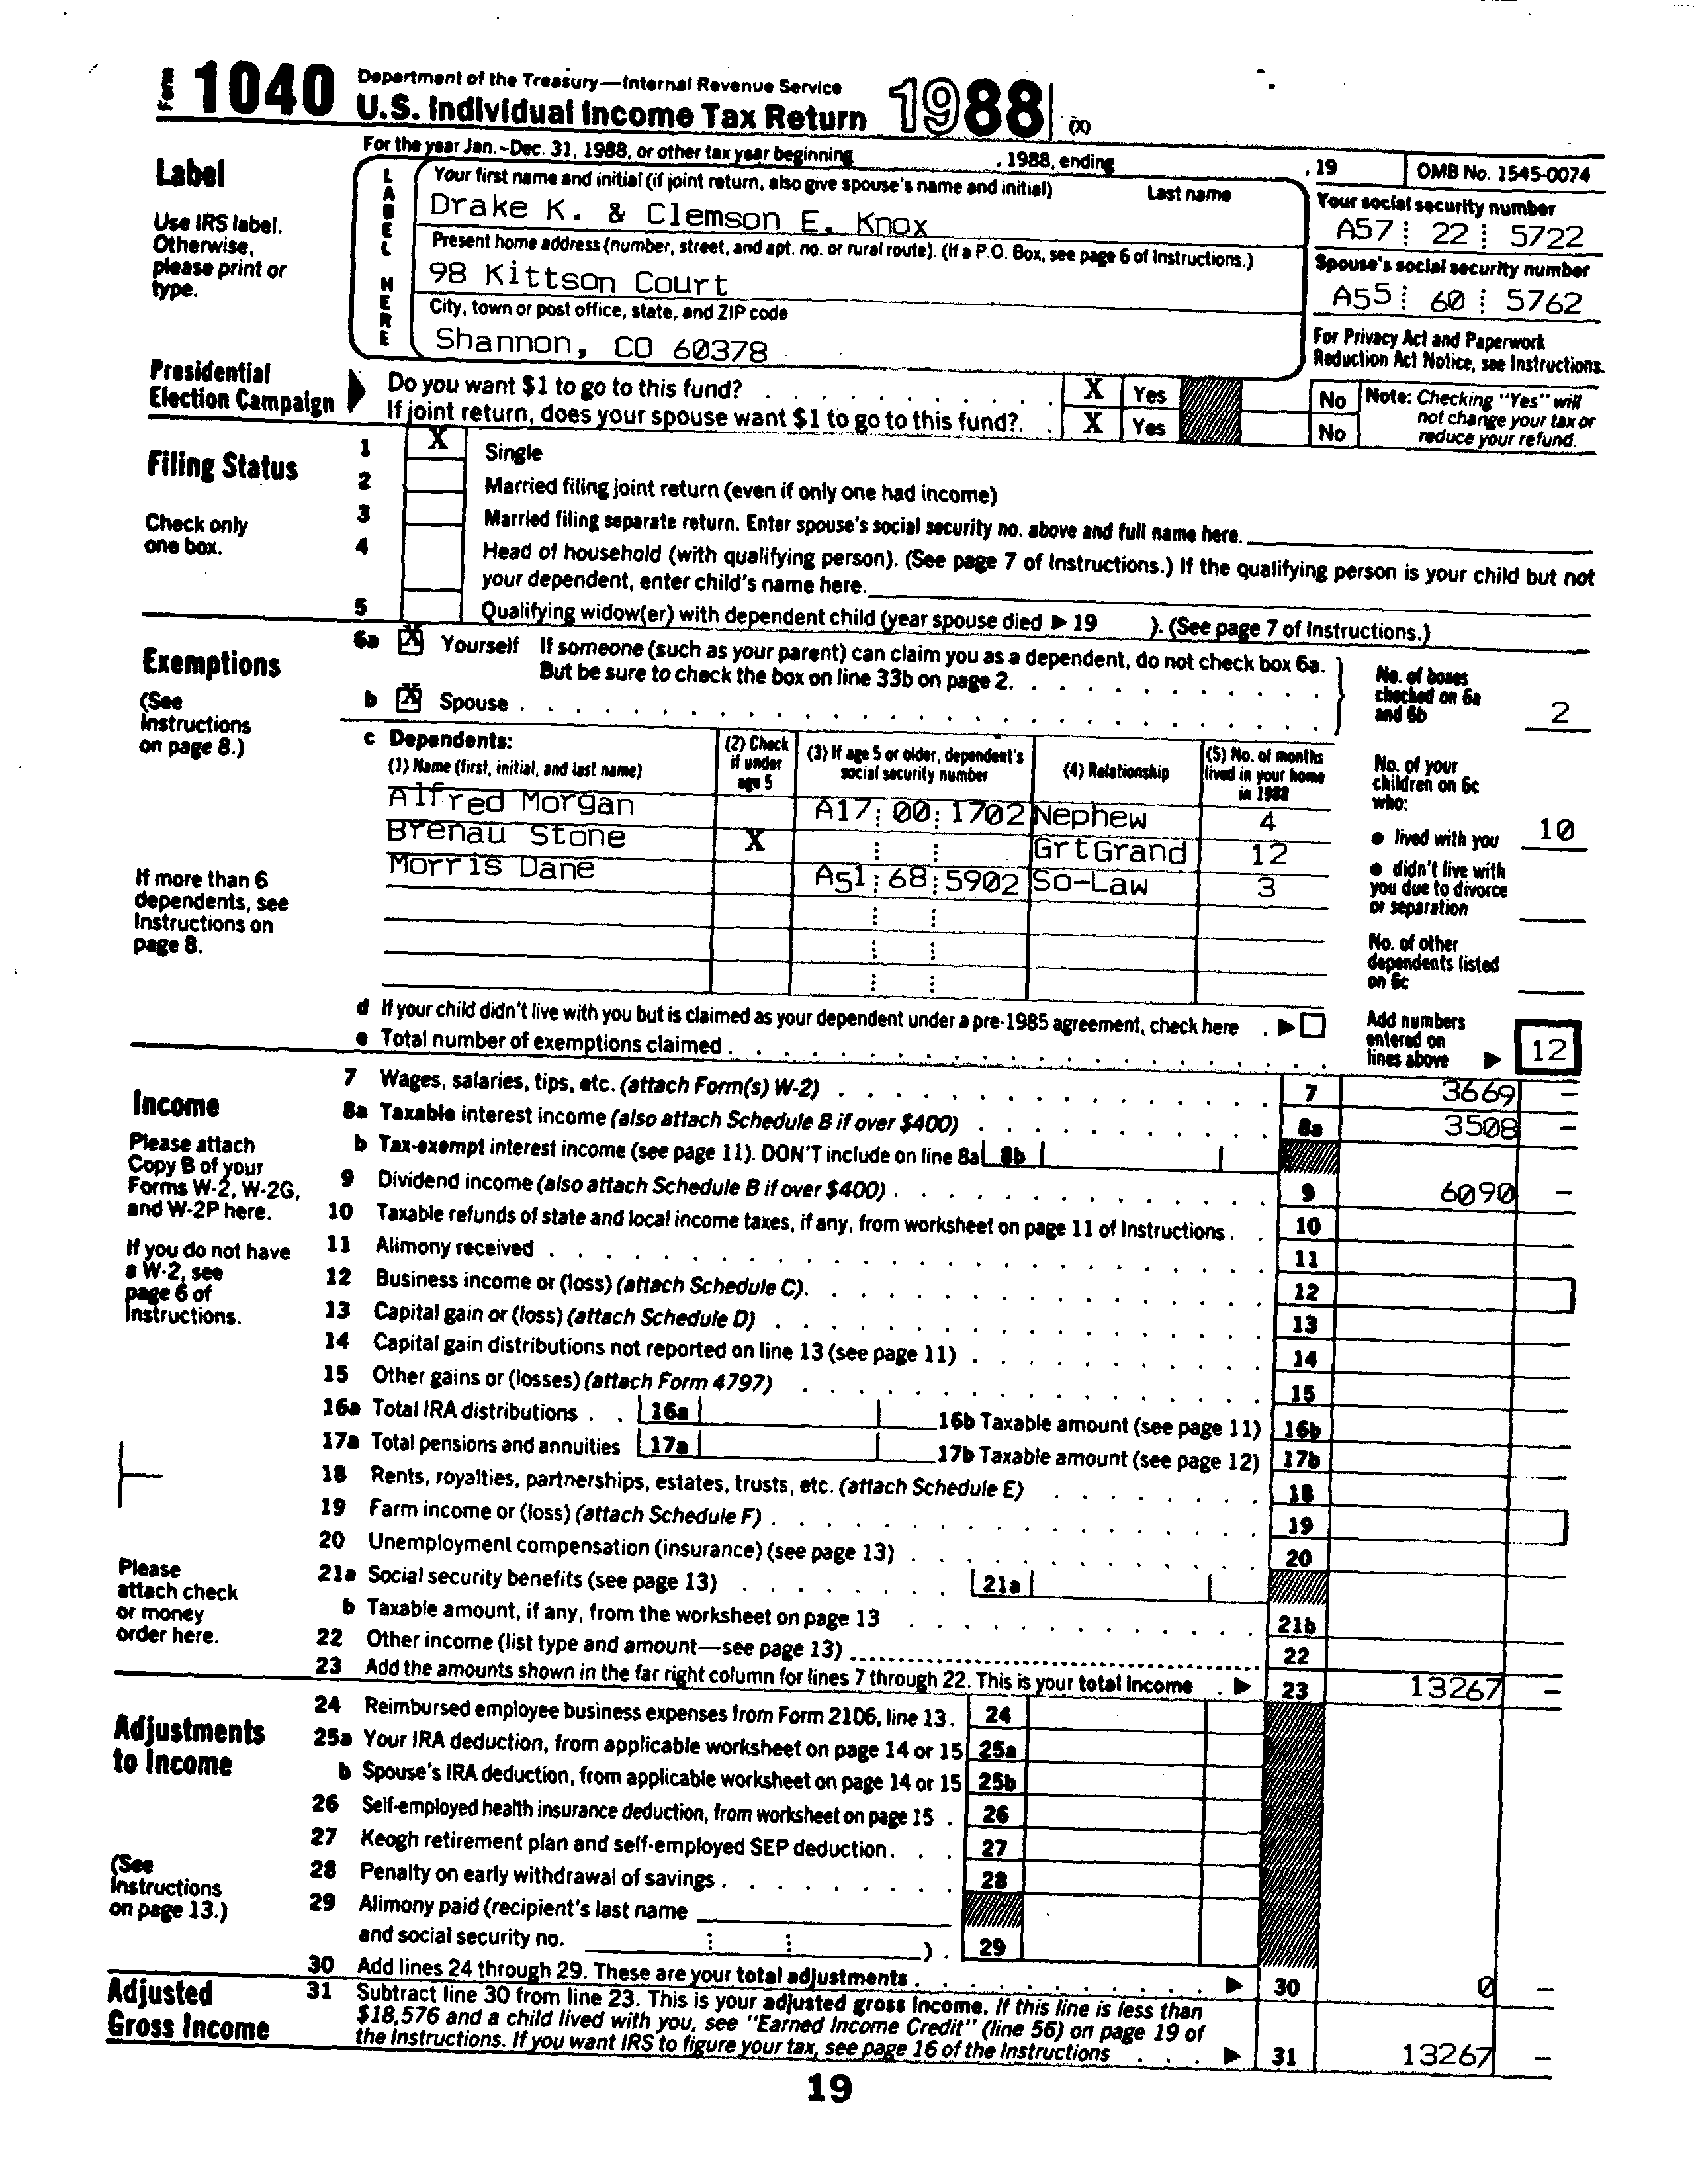 Form 1040 Department of the Treasury—Internal Revenue Service
U.S. Individual Income Tax Return 1988 (X)
For the year Jan.-Dec. 31, 1988, or other tax year beginning , 1988, ending , 19 OMB No. 1545-0074
Label
Use IRS label.
Otherwise,
please print or
type.
LABEL HERE
Your first name and initial (if joint return, also give spouse's name and initial) Last name
Drake K. & Clemson E. Knox
Your social security number
A57 22 5722
Present home address (number, street, and apt. no. or rural route). (If a P.O. Box, see page 6 of Instructions.)
98 Kittson Court
Spouse's social security number
A55 60 5762
City, town or post office, state, and ZIP code
Shannon, CO 60378
For Privacy Act and Paperwork
Reduction Act Notice, see Instructions.
Presidential
Election Campaign
Do you want $1 to go to this fund? X Yes No
If joint return, does your spouse want $1 to go to this fund?. X Yes No
Note: Checking "Yes" will
not change your tax or
reduce your refund.
Filing Status
Check only
one box.
1 X Single
2 Married filing joint return (even if only one had income)
3 Married filing separate return. Enter spouse's social security no. above and full name here.
4 Head of household (with qualifying person). (See page 7 of Instructions.) If the qualifying person is your child but not
your dependent, enter child's name here.
5 Qualifying widow(er) with dependent child (year spouse died ▶ 19 ). (See page 7 of Instructions.)
Exemptions
(See
Instructions
on page 8.)
6a X Yourself If someone (such as your parent) can claim you as a dependent, do not check box 6a.
But be sure to check the box on line 33b on page 2.
b X Spouse
No. of boxes
checked on 6a
and 6b 2
c Dependents:
(1) Name (first, initial, and last name)
(2) Check
if under
age 5
(3) If age 5 or older, dependent's
social security number
(4) Relationship
(5) No. of months
lived in your home
in 1988
Alfred Morgan A17 00 1702 Nephew 4
Brenau Stone X GrtGrand 12
Morris Dane A51 68 5902 So-Law 3
If more than 6
dependents, see
Instructions on
page 8.
No. of your
children on 6c
who:
● lived with you 10
● didn't live with
you due to divorce
or separation
No. of other
dependents listed
on 6c
d If your child didn't live with you but is claimed as your dependent under a pre-1985 agreement, check here ▶
e Total number of exemptions claimed
Add numbers
entered on
lines above ▶ 12
Income
Please attach
Copy B of your
Forms W-2, W-2G,
and W-2P here.
If you do not have
a W-2, see
page 6 of
Instructions.
7 Wages, salaries, tips, etc. (attach Form(s) W-2) 7 3669 —
8a Taxable interest income (also attach Schedule B if over $400) 8a 3508 —
b Tax-exempt interest income (see page 11). DON'T include on line 8a 8b
9 Dividend income (also attach Schedule B if over $400) 9 6090 —
10 Taxable refunds of state and local income taxes, if any, from worksheet on page 11 of Instructions 10
11 Alimony received 11
12 Business income or (loss) (attach Schedule C). 12
13 Capital gain or (loss) (attach Schedule D) 13
14 Capital gain distributions not reported on line 13 (see page 11) 14
15 Other gains or (losses) (attach Form 4797) 15
16a Total IRA distributions 16a 16b Taxable amount (see page 11) 16b
17a Total pensions and annuities 17a 17b Taxable amount (see page 12) 17b
18 Rents, royalties, partnerships, estates, trusts, etc. (attach Schedule E) 18
19 Farm income or (loss) (attach Schedule F) 19
20 Unemployment compensation (insurance) (see page 13) 20
21a Social security benefits (see page 13) 21a
b Taxable amount, if any, from the worksheet on page 13 21b
22 Other income (list type and amount—see page 13) 22
23 Add the amounts shown in the far right column for lines 7 through 22. This is your total income ▶ 23 13267 —
Please
attach check
or money
order here.
Adjustments
to Income
(See
Instructions
on page 13.)
24 Reimbursed employee business expenses from Form 2106, line 13. 24
25a Your IRA deduction, from applicable worksheet on page 14 or 15 25a
b Spouse's IRA deduction, from applicable worksheet on page 14 or 15 25b
26 Self-employed health insurance deduction, from worksheet on page 15 26
27 Keogh retirement plan and self-employed SEP deduction 27
28 Penalty on early withdrawal of savings 28
29 Alimony paid (recipient's last name
and social security no. ). 29
30 Add lines 24 through 29. These are your total adjustments ▶ 30 0 —
Adjusted
Gross Income
31 Subtract line 30 from line 23. This is your adjusted gross income. If this line is less than
$18,576 and a child lived with you, see "Earned Income Credit" (line 56) on page 19 of
the Instructions. If you want IRS to figure your tax, see page 16 of the Instructions ▶ 31 13267 —
19